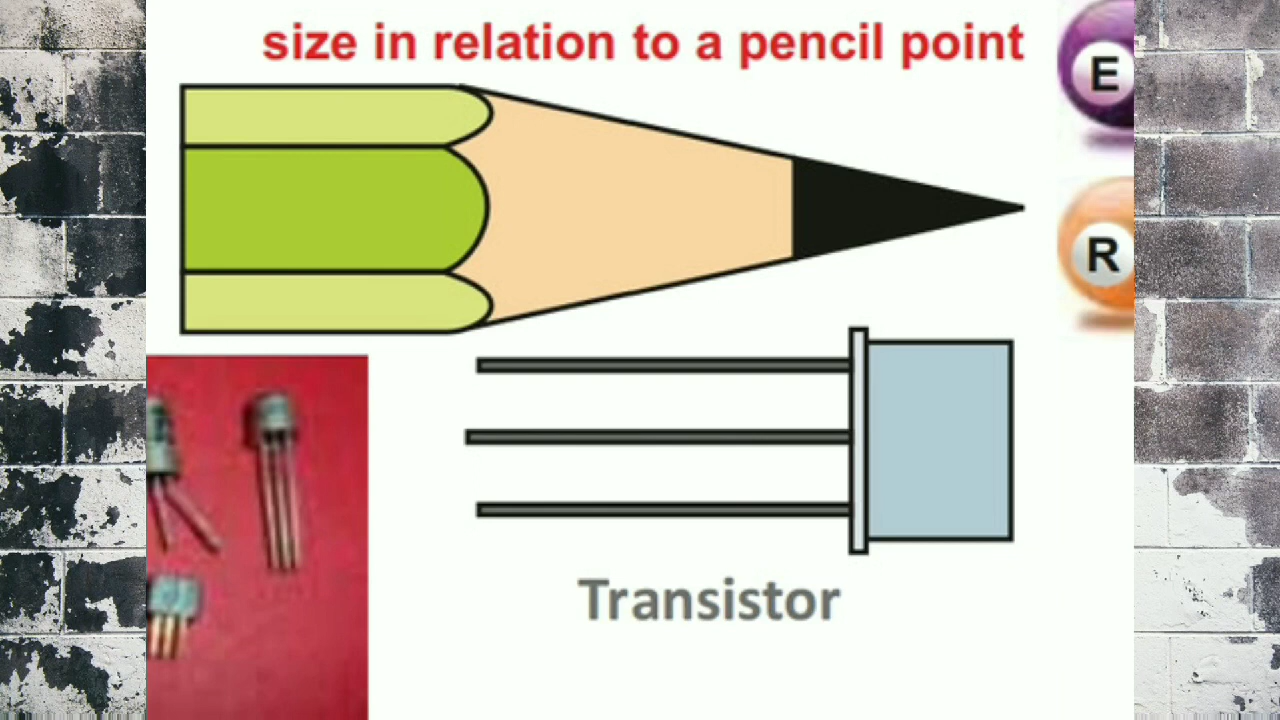 size in relation to a pencil point
E
R
Transistor